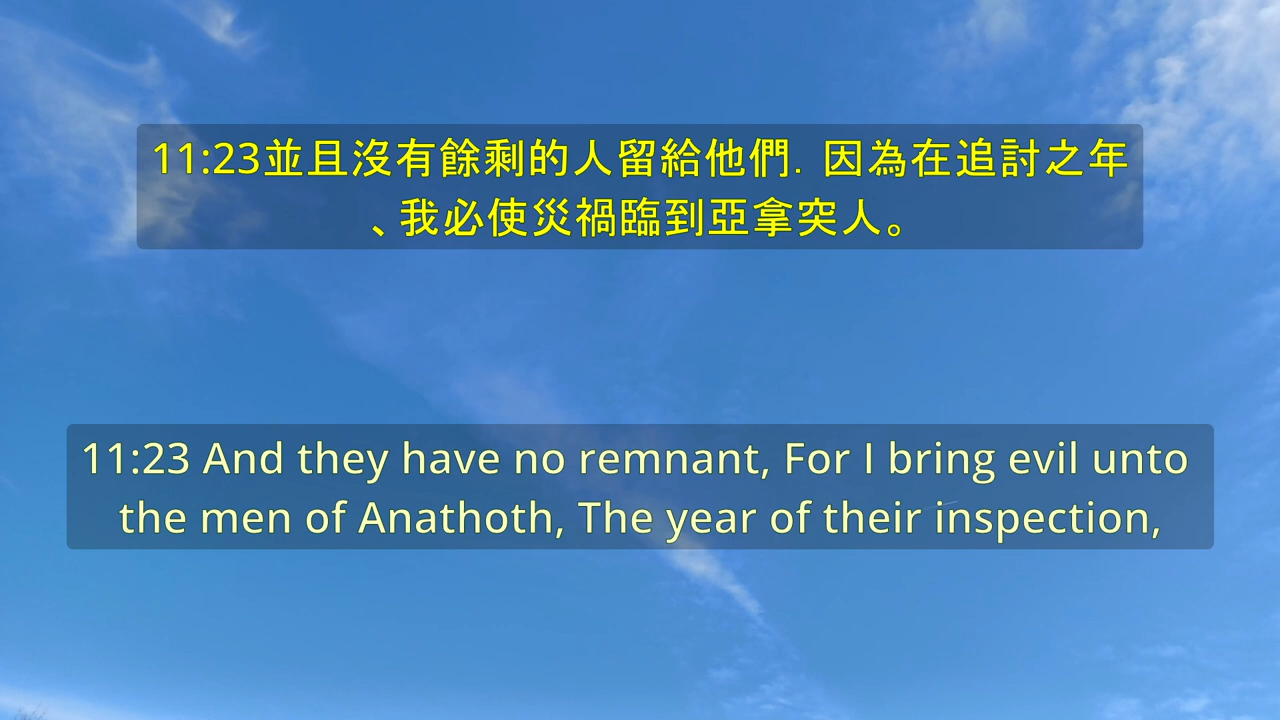 11:23並且沒有餘剩的人留給他們．因為在追討之年
、我必使災禍臨到亞拿突人。
11:23 And they have no remnant, For I bring evil unto
the men of Anathoth, The year of their inspection,